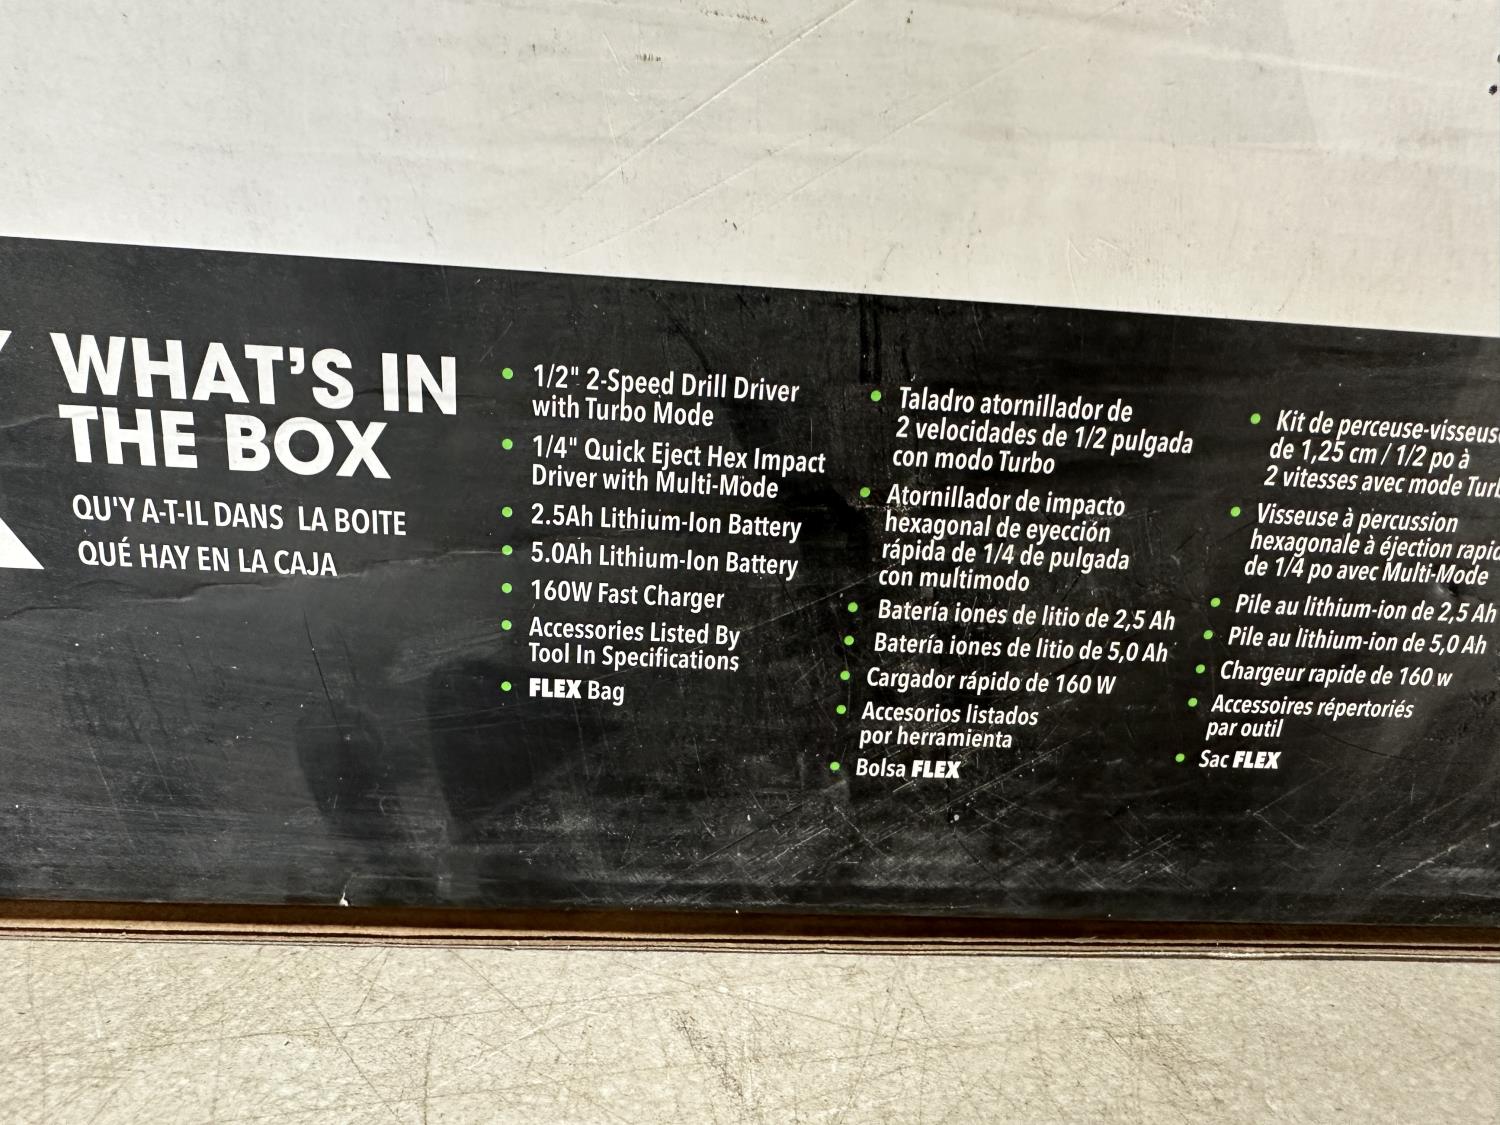 WHAT'S IN
THE BOX
QU'Y A-T-IL DANS LA BOITE
QUÉ HAY EN LA CAJA
• 1/2" 2-Speed Drill Driver
with Turbo Mode
• 1/4" Quick Eject Hex Impact
Driver with Multi-Mode
• 2.5Ah Lithium-Ion Battery
• 5.0Ah Lithium-Ion Battery
• 160W Fast Charger
• Accessories Listed By
Tool In Specifications
• FLEX Bag
• Taladro atornillador de
2 velocidades de 1/2 pulgada
con modo Turbo
• Atornillador de impacto
hexagonal de eyección
rápida de 1/4 de pulgada
con multimodo
• Batería iones de litio de 2,5 Ah
• Batería iones de litio de 5,0 Ah
• Cargador rápido de 160 W
• Accesorios listados
por herramienta
• Bolsa FLEX
• Kit de perceuse-visseus
de 1,25 cm / 1/2 po à
2 vitesses avec mode Turb
• Visseuse à percussion
hexagonale à éjection rapid
de 1/4 po avec Multi-Mode
• Pile au lithium-ion de 2,5 Ah
• Pile au lithium-ion de 5,0 Ah
• Chargeur rapide de 160 w
• Accessoires répertoriés
par outil
• Sac FLEX